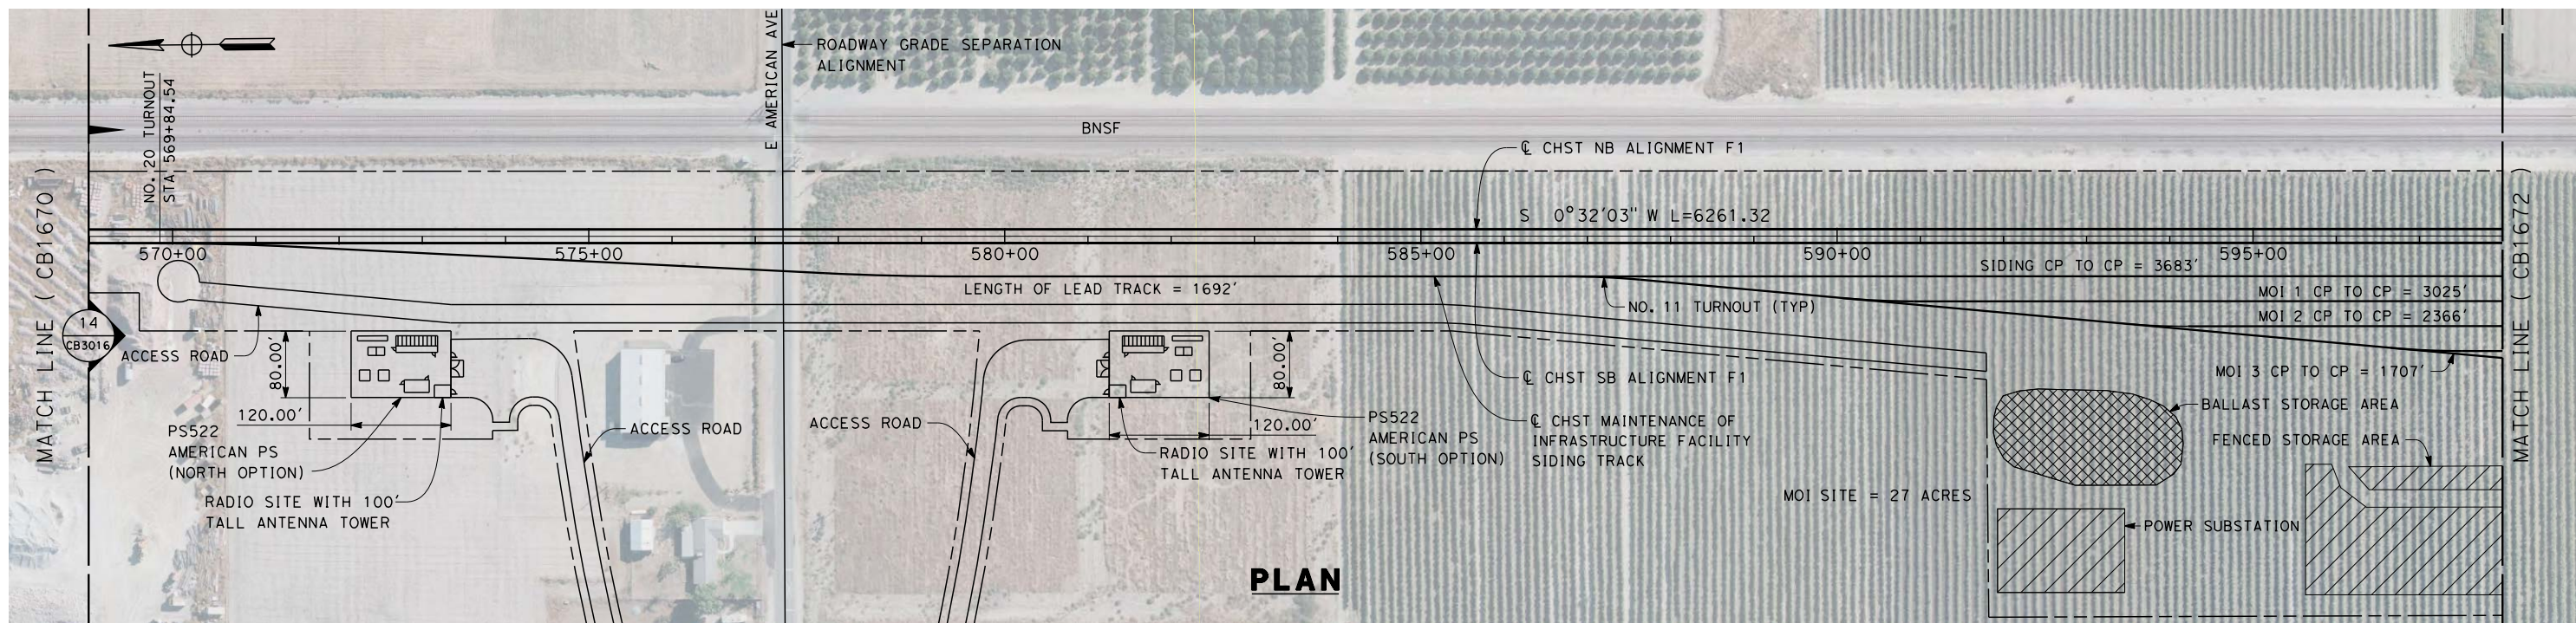 MATCH LINE ( CB1670 )
NO. 20 TURNOUT
STA 569+84.54
E AMERICAN AVE
ROADWAY GRADE SEPARATION
ALIGNMENT
BNSF
℄ CHST NB ALIGNMENT F1
S 0°32'03" W L=6261.32
570+00
575+00
580+00
585+00
590+00
595+00
SIDING CP TO CP = 3683'
LENGTH OF LEAD TRACK = 1692'
MOI 1 CP TO CP = 3025'
NO. 11 TURNOUT (TYP)
MOI 2 CP TO CP = 2366'
14
CB3016
ACCESS ROAD
80.00'
120.00'
PS522
AMERICAN PS
(NORTH OPTION)
RADIO SITE WITH 100'
TALL ANTENNA TOWER
ACCESS ROAD
ACCESS ROAD
80.00'
120.00'
RADIO SITE WITH 100'
TALL ANTENNA TOWER
PS522
AMERICAN PS
(SOUTH OPTION)
℄ CHST SB ALIGNMENT F1
℄ CHST MAINTENANCE OF
INFRASTRUCTURE FACILITY
SIDING TRACK
MOI 3 CP TO CP = 1707'
BALLAST STORAGE AREA
FENCED STORAGE AREA
MOI SITE = 27 ACRES
POWER SUBSTATION
PLAN
MATCH LINE ( CB1672 )